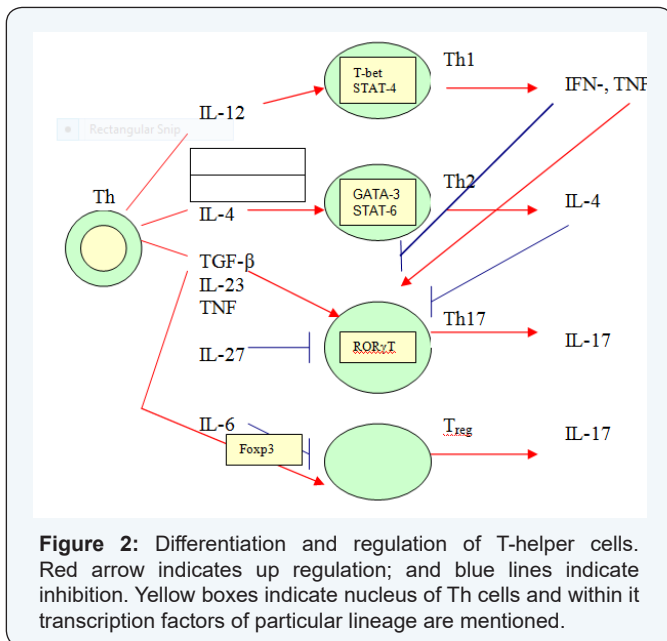 Th1
T-bet
STAT-4
IFN-, TNF
IL-12
Rectangular Snip
Th
Th2
GATA-3
STAT-6
IL-4
IL-4
TGF-β
IL-23
TNF
Th17
RORγT
IL-17
IL-27
IL-6
Treg
Foxp3
IL-17
Figure 2: Differentiation and regulation of T-helper cells.
Red arrow indicates up regulation; and blue lines indicate
inhibition. Yellow boxes indicate nucleus of Th cells and within it
transcription factors of particular lineage are mentioned.